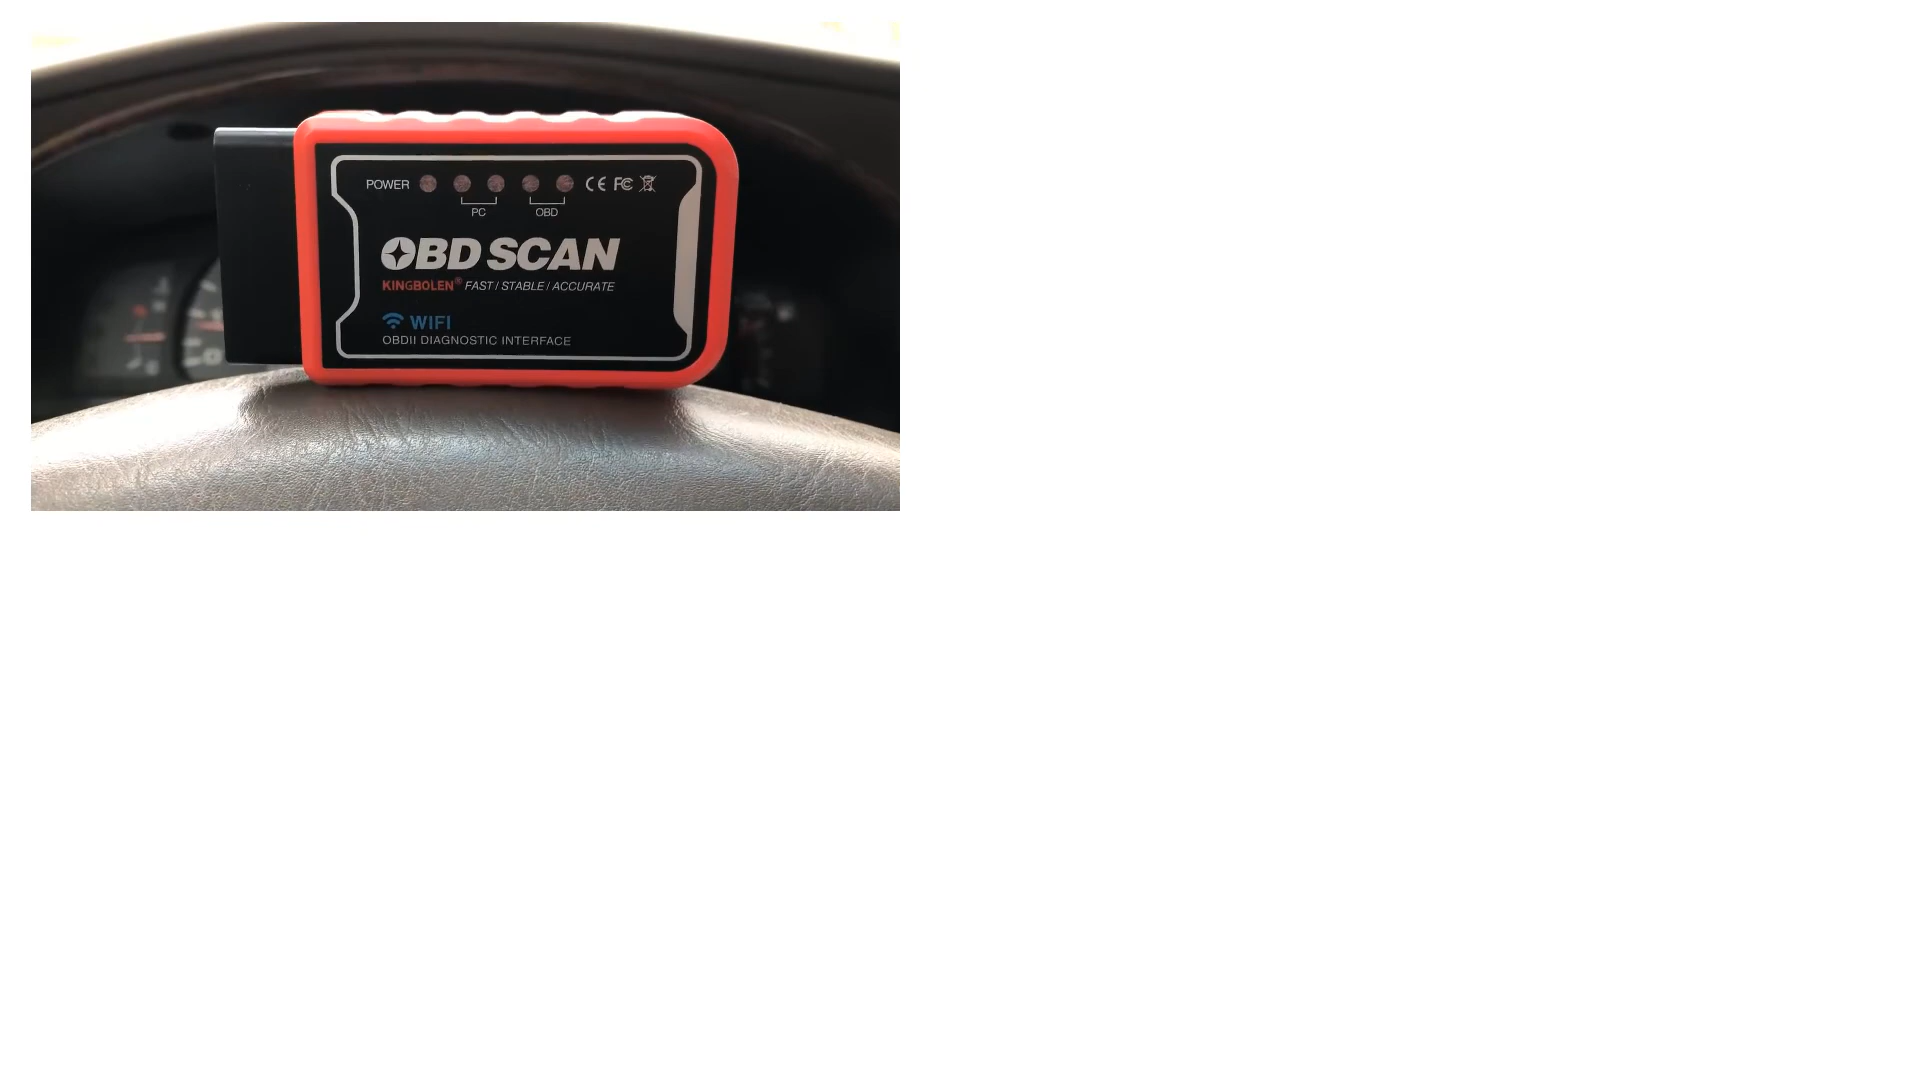 POWER CE FC
PC OBD
OBD SCAN
KINGBOLEN® FAST / STABLE / ACCURATE
WIFI
OBDII DIAGNOSTIC INTERFACE